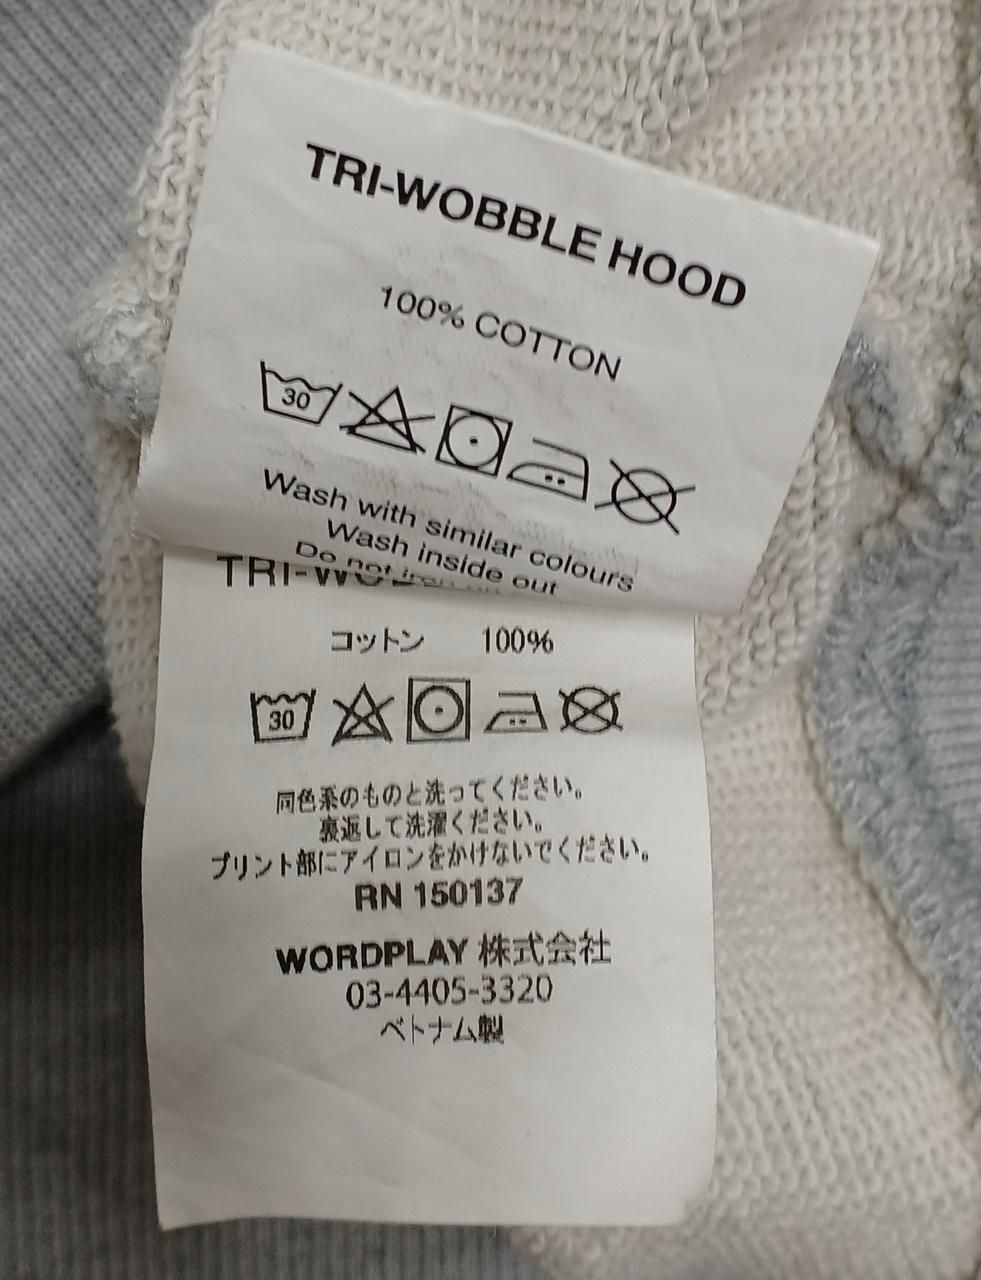 TRI-WOBBLE HOOD
100% COTTON
30
Wash with similar colours
Wash inside out
Do not iron
コットン 100%
30
同色系のものと洗ってください。
裏返して洗濯ください。
プリント部にアイロンをかけないでください。
RN 150137
WORDPLAY 株式会社
03-4405-3320
ベトナム製